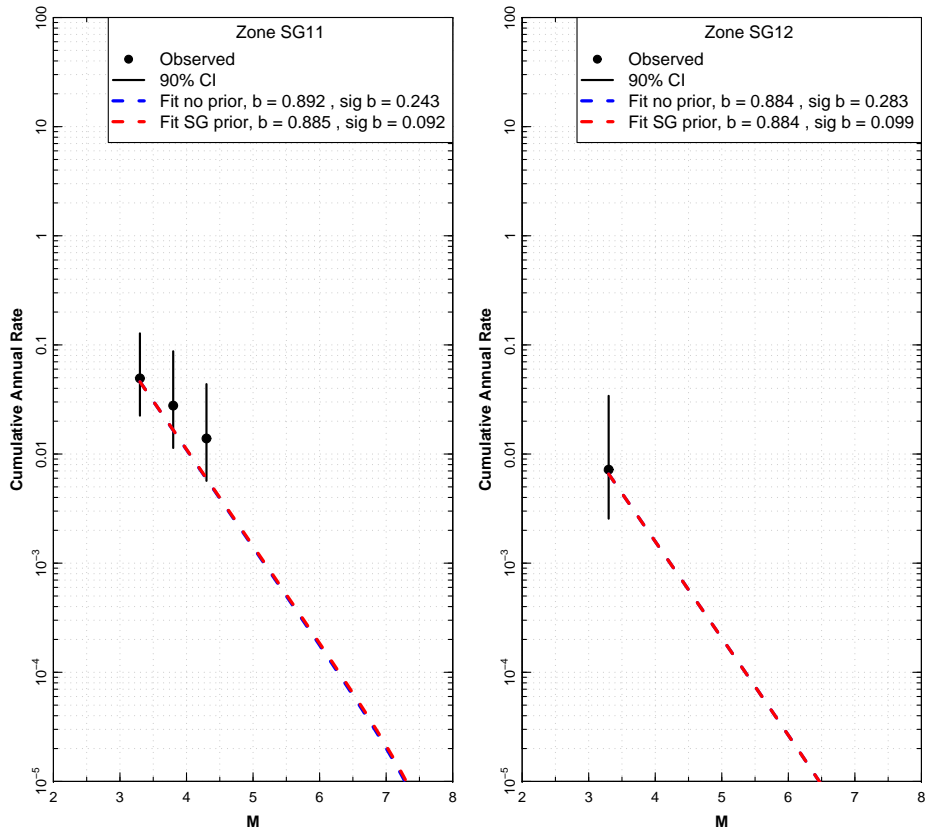 Zone SG11
Observed
90% CI
Fit no prior, b = 0.892 , sig b = 0.243
Fit SG prior, b = 0.885 , sig b = 0.092
100
10
1
0.1
0.01
10⁻³
10⁻⁴
10⁻⁵
Cumulative Annual Rate
2 3 4 5 6 7 8
M
Zone SG12
Observed
90% CI
Fit no prior, b = 0.884 , sig b = 0.283
Fit SG prior, b = 0.884 , sig b = 0.099
100
10
1
0.1
0.01
10⁻³
10⁻⁴
10⁻⁵
Cumulative Annual Rate
2 3 4 5 6 7 8
M